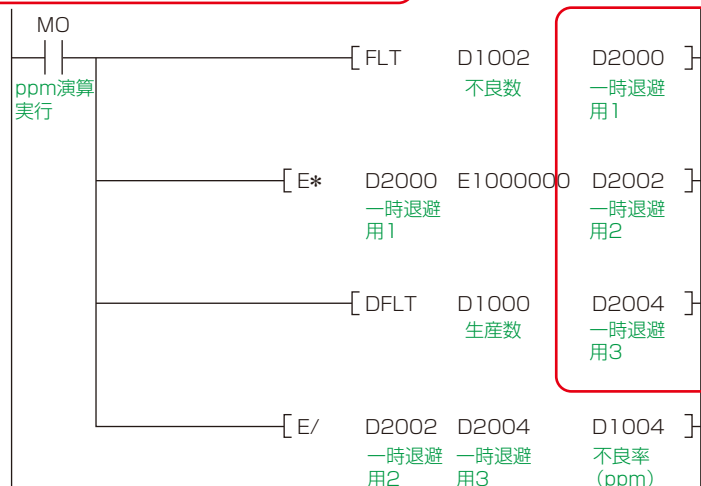 M0
FLT D1002 D2000
ppm演算 不良数 一時退避
実行 用1
E* D2000 E1000000 D2002
一時退避 一時退避
用1 用2
DFLT D1000 D2004
生産数 一時退避
用3
E/ D2002 D2004 D1004
一時退避 一時退避 不良率
用2 用3 (ppm)